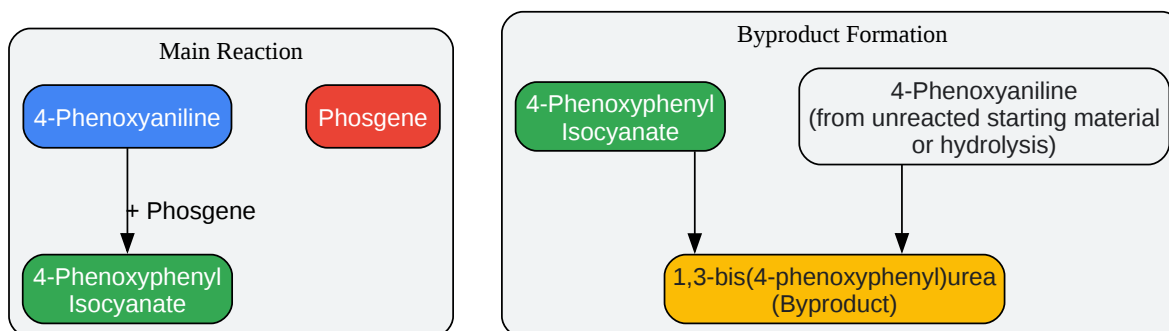 Main Reaction
4-Phenoxyaniline
Phosgene
+ Phosgene
4-Phenoxyphenyl
Isocyanate
Byproduct Formation
4-Phenoxyphenyl
Isocyanate
4-Phenoxyaniline
(from unreacted starting material
or hydrolysis)
1,3-bis(4-phenoxyphenyl)urea
(Byproduct)